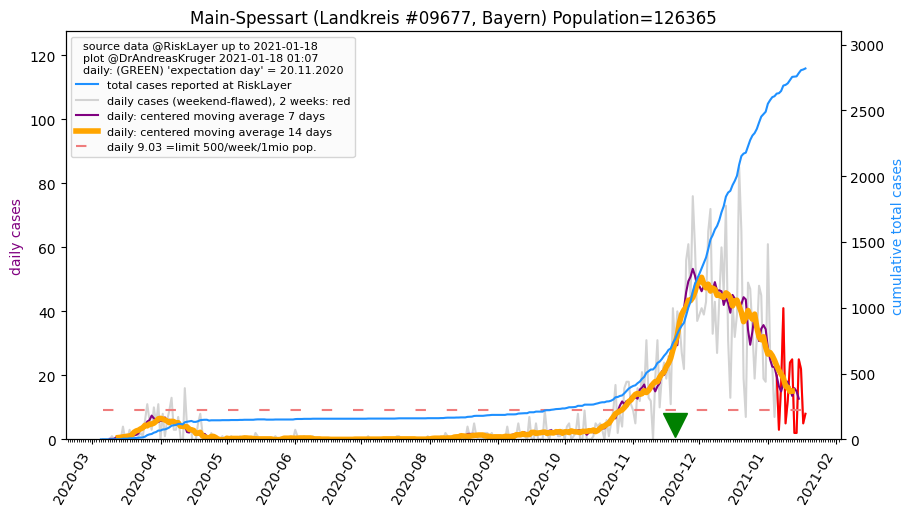 Main-Spessart (Landkreis #09677, Bayern) Population=126365
source data @RiskLayer up to 2021-01-18
plot @DrAndreasKruger 2021-01-18 01:07
daily: (GREEN) 'expectation day' = 20.11.2020
total cases reported at RiskLayer
daily cases (weekend-flawed), 2 weeks: red
daily: centered moving average 7 days
daily: centered moving average 14 days
daily 9.03 =limit 500/week/1mio pop.
daily cases
120
100
80
60
40
20
0
cumulative total cases
3000
2500
2000
1500
1000
500
0
2020-03
2020-04
2020-05
2020-06
2020-07
2020-08
2020-09
2020-10
2020-11
2020-12
2021-01
2021-02